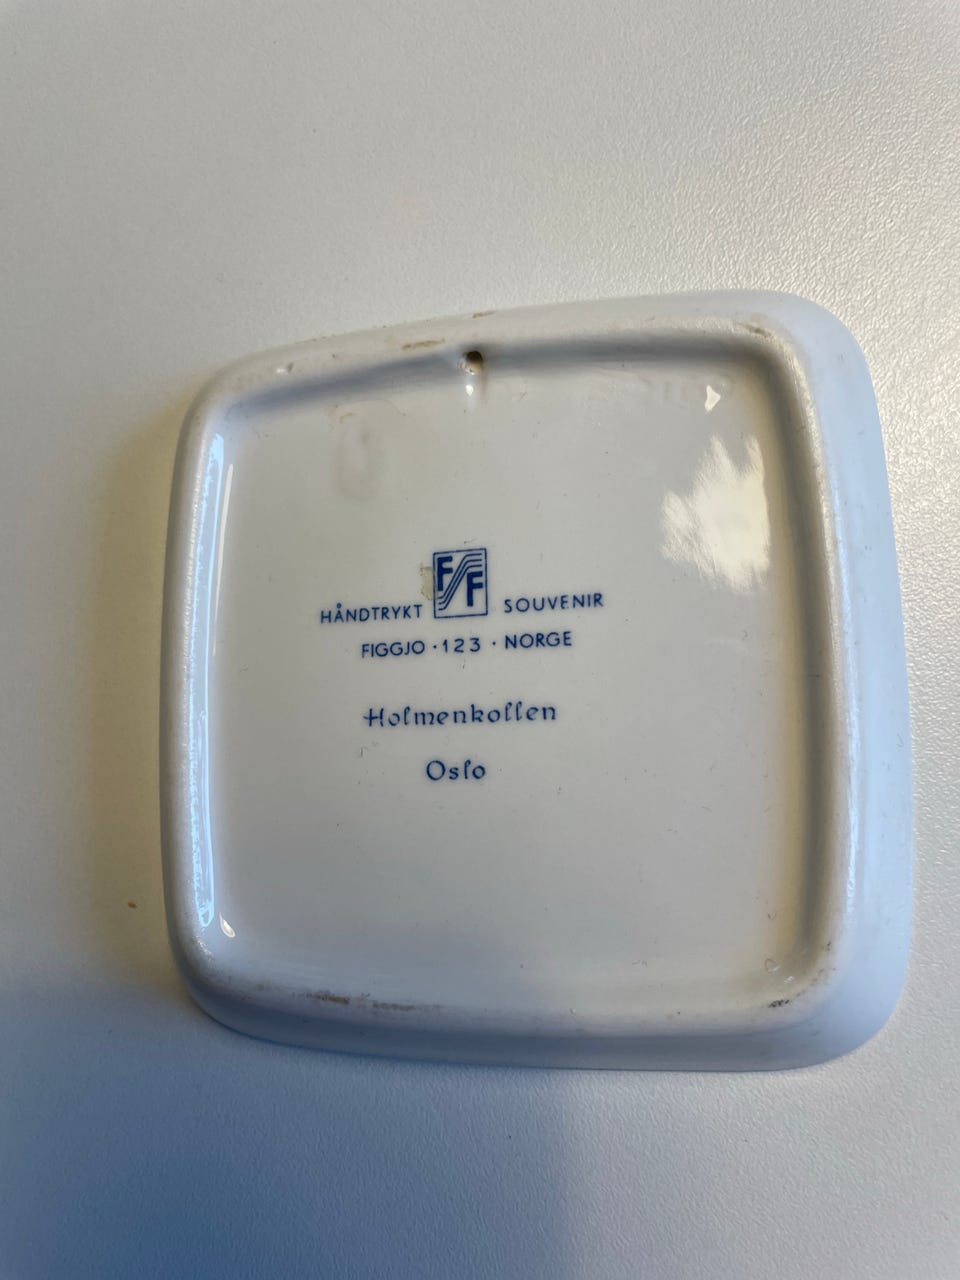 FF
HÅNDTRYKT SOUVENIR
FIGGJO · 123 · NORGE
Holmenkollen
Oslo